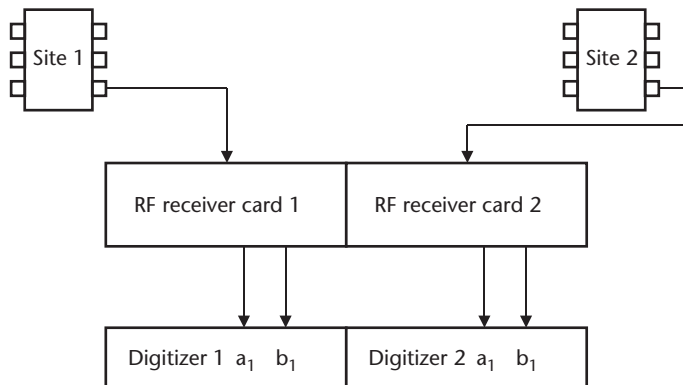 Site 1
Site 2
RF receiver card 1
RF receiver card 2
Digitizer 1 a₁ b₁
Digitizer 2 a₁ b₁